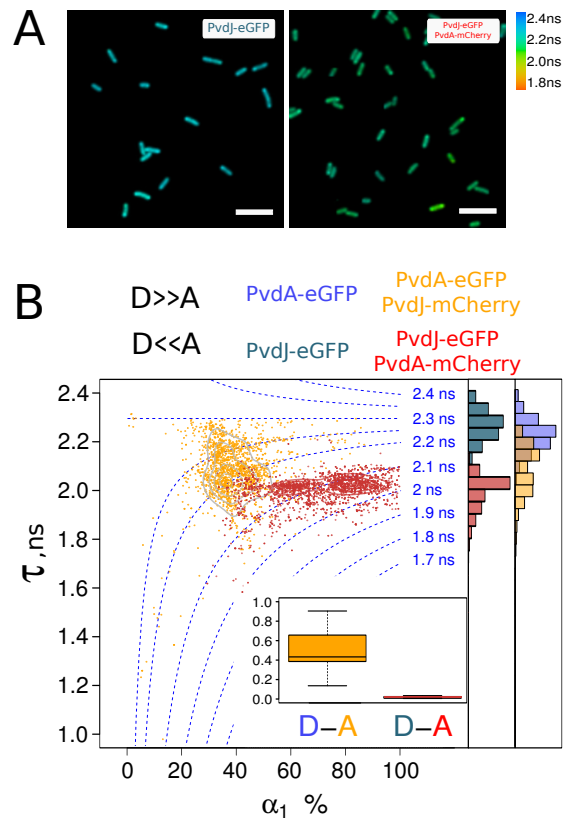 A
PvdJ-eGFP
PvdJ-eGFP
PvdA-mCherry
2.4ns
2.2ns
2.0ns
1.8ns
B
D>>A
PvdA-eGFP
PvdA-eGFP
PvdJ-mCherry
D<<A
PvdJ-eGFP
PvdJ-eGFP
PvdA-mCherry
2.4
2.2
2.0
1.8
1.6
1.4
1.2
1.0
τ,ns
2.4 ns
2.3 ns
2.2 ns
2.1 ns
2 ns
1.9 ns
1.8 ns
1.7 ns
1.0
0.8
0.6
0.4
0.2
0.0
D–A
D–A
0 20 40 60 80 100
α1 %